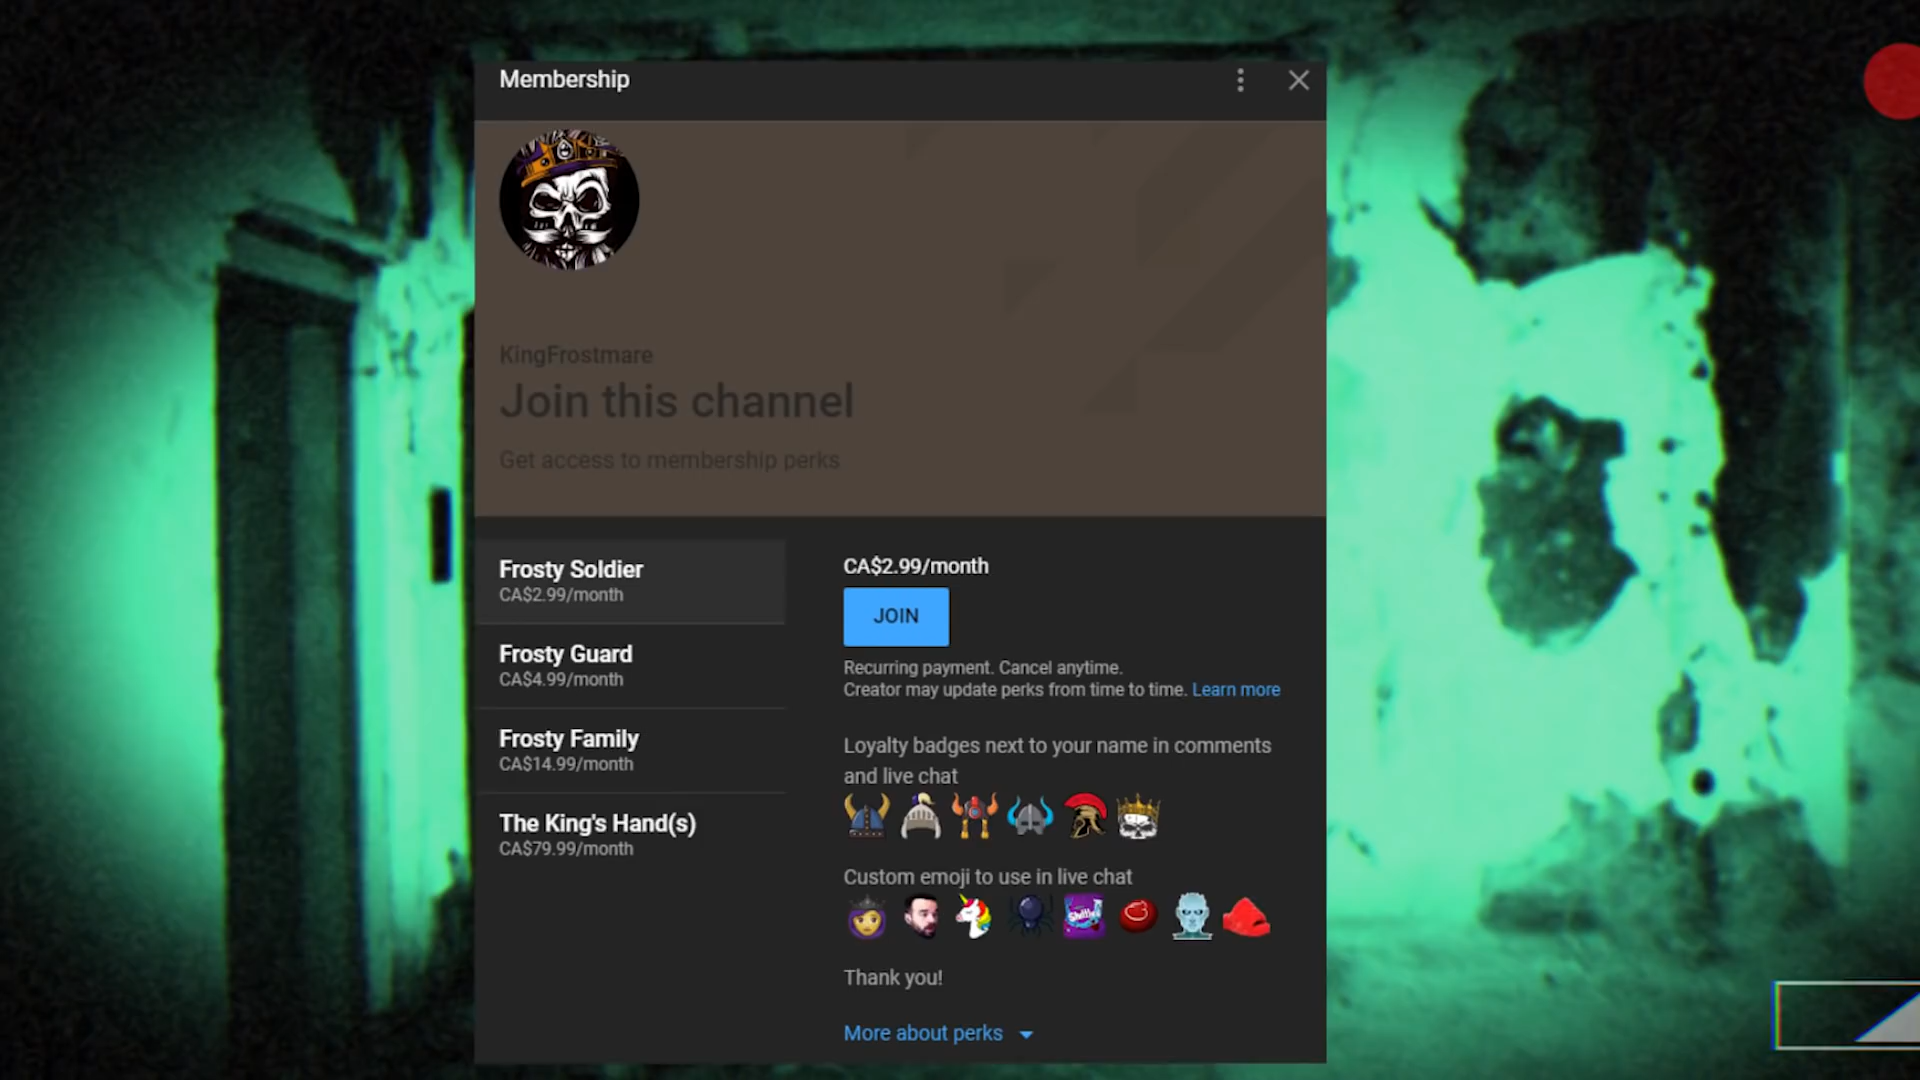 Membership
KingFrostmare
Join this channel
Get access to membership perks
Frosty Soldier
CA$2.99/month
Frosty Guard
CA$4.99/month
Frosty Family
CA$14.99/month
The King's Hand(s)
CA$79.99/month
CA$2.99/month
JOIN
Recurring payment. Cancel anytime.
Creator may update perks from time to time. Learn more
Loyalty badges next to your name in comments
and live chat
Custom emoji to use in live chat
Thank you!
More about perks